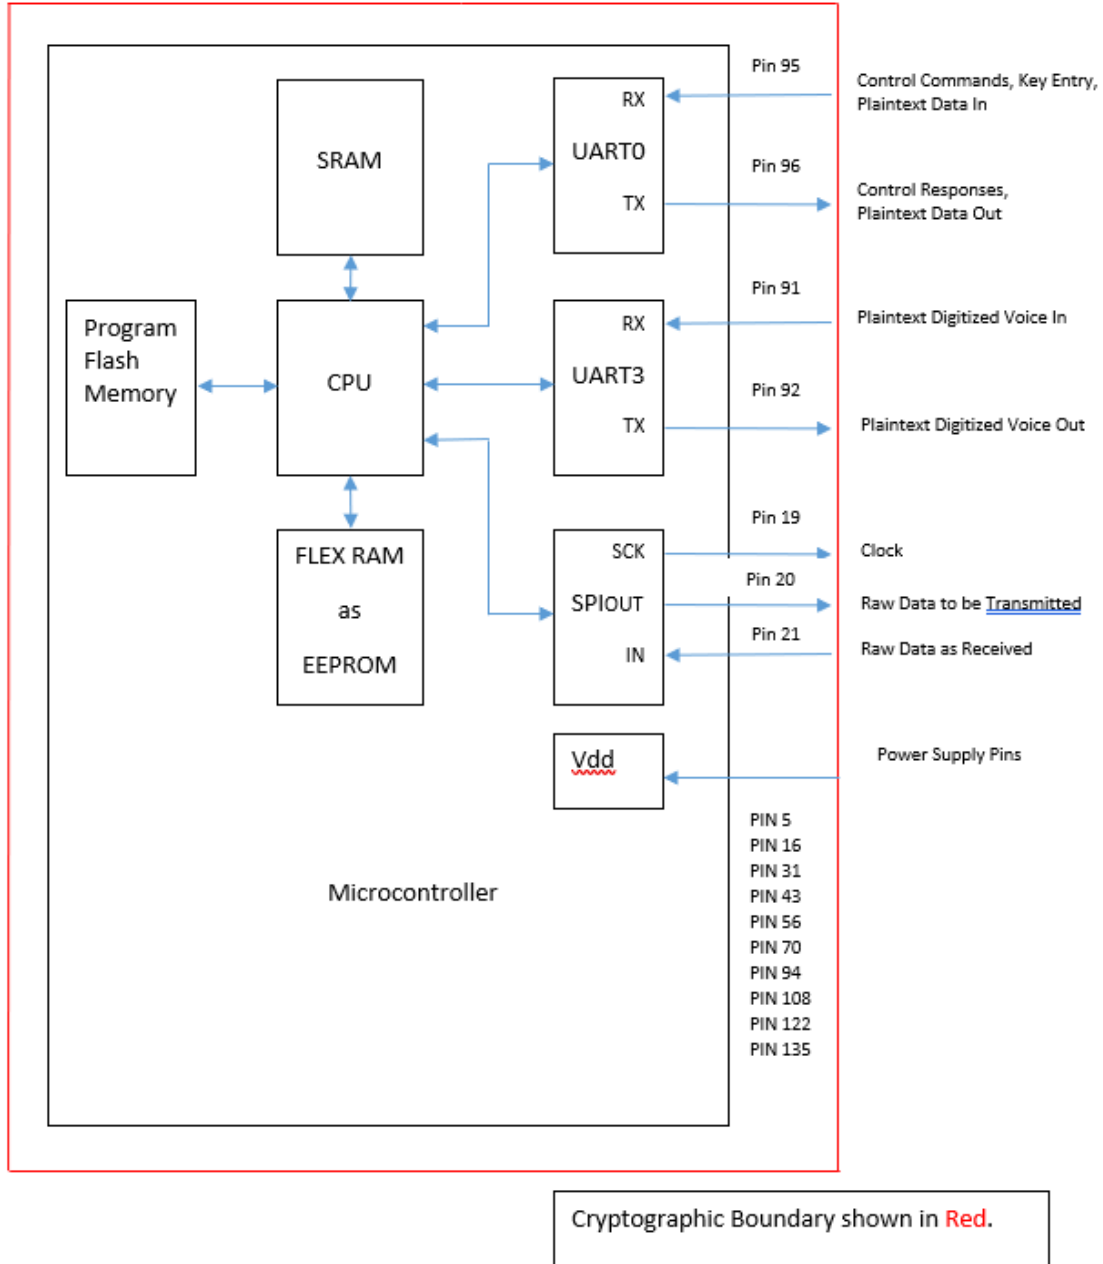 Pin 95
Control Commands, Key Entry,
Plaintext Data In
RX
UART0
TX
SRAM
Pin 96
Control Responses,
Plaintext Data Out
Pin 91
Plaintext Digitized Voice In
Program
Flash
Memory
CPU
RX
UART3
TX
Pin 92
Plaintext Digitized Voice Out
Pin 19
Clock
FLEX RAM
as
EEPROM
SCK
SPIOUT
IN
Pin 20
Raw Data to be Transmitted
Pin 21
Raw Data as Received
Vdd
Power Supply Pins
PIN 5
PIN 16
PIN 31
PIN 43
PIN 56
PIN 70
PIN 94
PIN 108
PIN 122
PIN 135
Microcontroller
Cryptographic Boundary shown in Red.